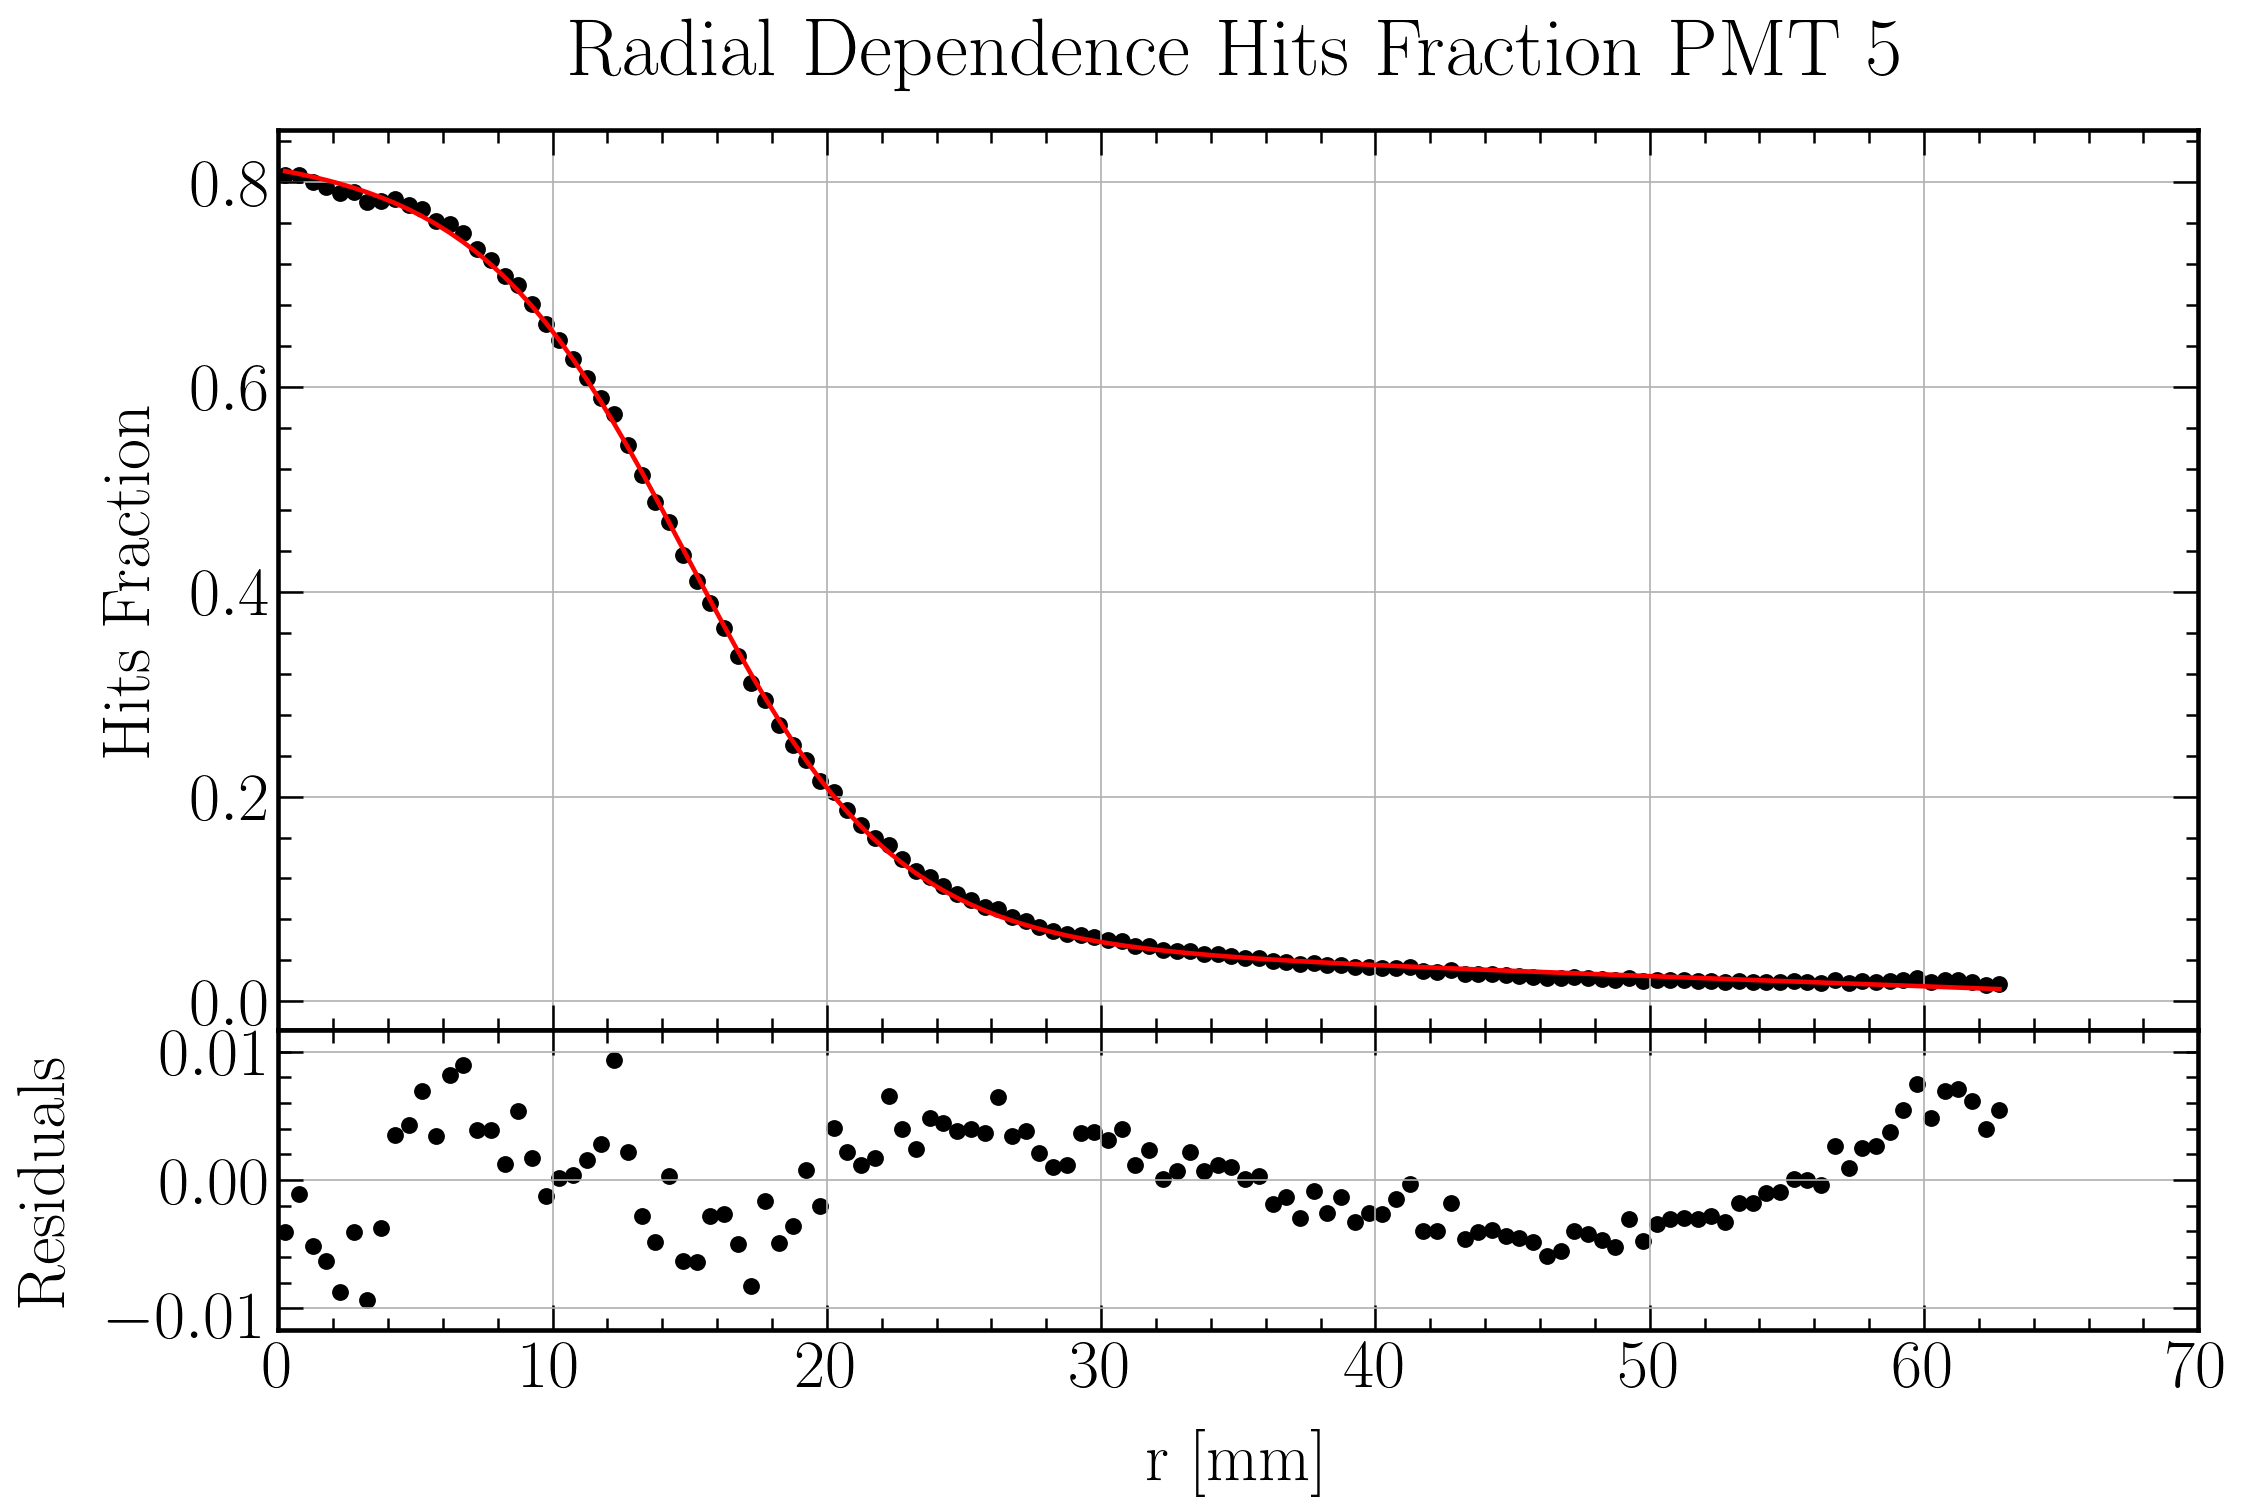 Radial Dependence Hits Fraction PMT 5
Hits Fraction
0.8
0.6
0.4
0.2
0.0
Residuals
0.01
0.00
−0.01
0 10 20 30 40 50 60 70
r [mm]